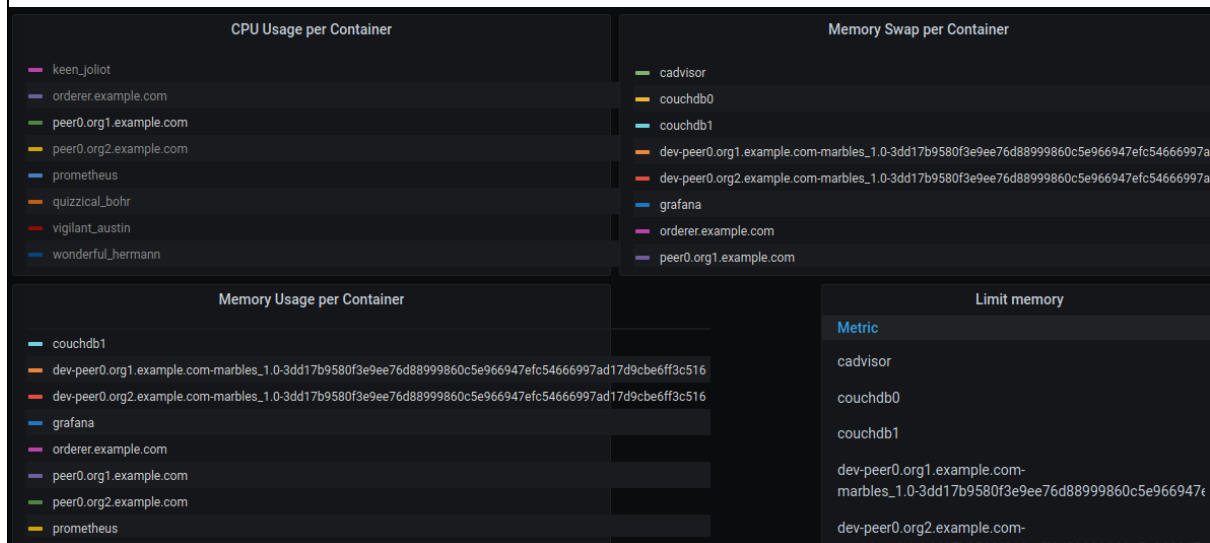 CPU Usage per Container
keen_joliot
orderer.example.com
peer0.org1.example.com
peer0.org2.example.com
prometheus
quizzical_bohr
vigilant_austin
wonderful_hermann
Memory Swap per Container
cadvisor
couchdb0
couchdb1
dev-peer0.org1.example.com-marbles_1.0-3dd17b9580f3e9ee76d88999860c5e966947efc54666997a
dev-peer0.org2.example.com-marbles_1.0-3dd17b9580f3e9ee76d88999860c5e966947efc54666997a
grafana
orderer.example.com
peer0.org1.example.com
Memory Usage per Container
couchdb1
dev-peer0.org1.example.com-marbles_1.0-3dd17b9580f3e9ee76d88999860c5e966947efc54666997ad17d9cbe6ff3c516
dev-peer0.org2.example.com-marbles_1.0-3dd17b9580f3e9ee76d88999860c5e966947efc54666997ad17d9cbe6ff3c516
grafana
orderer.example.com
peer0.org1.example.com
peer0.org2.example.com
prometheus
Limit memory
Metric
cadvisor
couchdb0
couchdb1
dev-peer0.org1.example.com-
marbles_1.0-3dd17b9580f3e9ee76d88999860c5e966947e
dev-peer0.org2.example.com-